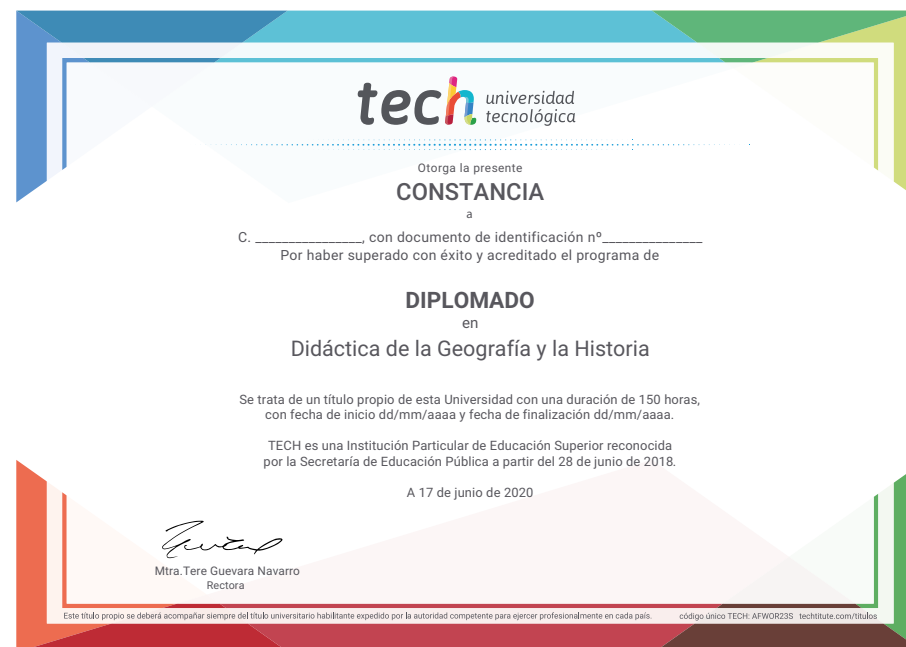 tech universidad
tecnológica
Otorga la presente
CONSTANCIA
a
C. ________________, con documento de identificación nº_______________
Por haber superado con éxito y acreditado el programa de
DIPLOMADO
en
Didáctica de la Geografía y la Historia
Se trata de un título propio de esta Universidad con una duración de 150 horas,
con fecha de inicio dd/mm/aaaa y fecha de finalización dd/mm/aaaa.
TECH es una Institución Particular de Educación Superior reconocida
por la Secretaría de Educación Pública a partir del 28 de junio de 2018.
A 17 de junio de 2020
Mtra.Tere Guevara Navarro
Rectora
Este título propio se deberá acompañar siempre del título universitario habilitante expedido por la autoridad competente para ejercer profesionalmente en cada país. código único TECH: AFWOR23S techtitute.com/titulos